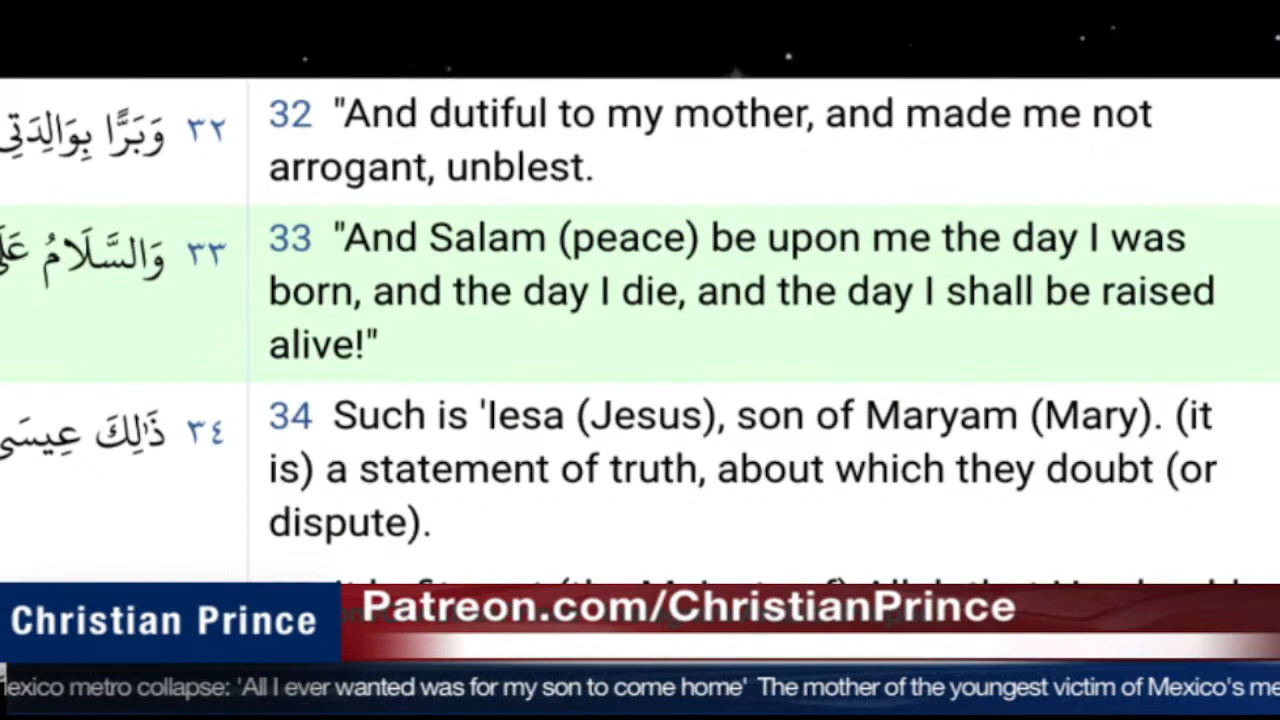 ٣٢ وَبَرًّا بِوَالِدَتِي
32 "And dutiful to my mother, and made me not
arrogant, unblest.
٣٣ وَالسَّلَامُ
33 "And Salam (peace) be upon me the day I was
born, and the day I die, and the day I shall be raised
alive!"
٣٤ ذَٰلِكَ عِيسَى
34 Such is 'Iesa (Jesus), son of Maryam (Mary). (it
is) a statement of truth, about which they doubt (or
dispute).
Christian Prince
Patreon.com/ChristianPrince
exico metro collapse: 'All I ever wanted was for my son to come home' The mother of the youngest victim of Mexico's me